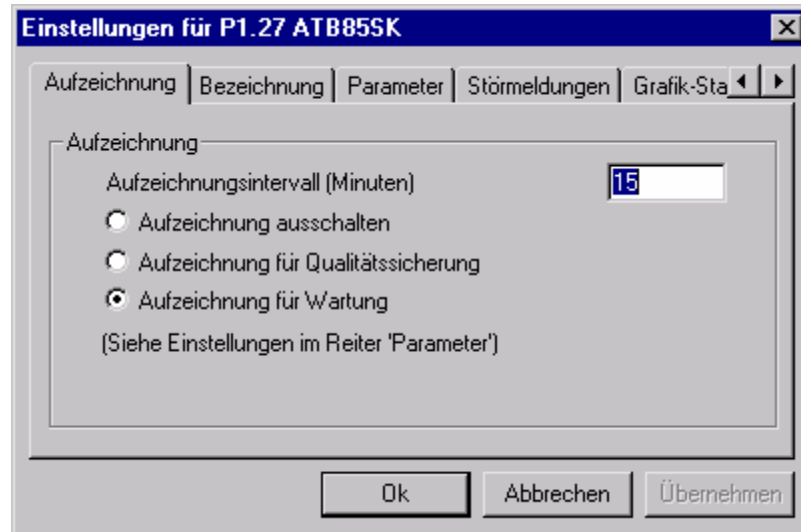 Einstellungen für P1.27 ATB85SK
Aufzeichnung Bezeichnung Parameter Störmeldungen Grafik-Sta
Aufzeichnung
Aufzeichnungsintervall (Minuten) 15
Aufzeichnung ausschalten
Aufzeichnung für Qualitätssicherung
Aufzeichnung für Wartung
(Siehe Einstellungen im Reiter 'Parameter')
Ok Abbrechen Übernehmen